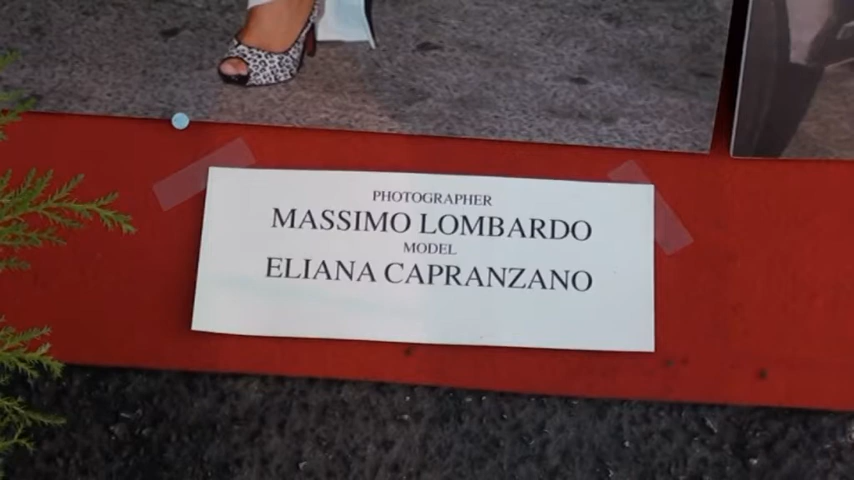 PHOTOGRAPHER
MASSIMO LOMBARDO
MODEL
ELIANA CAPRANZANO